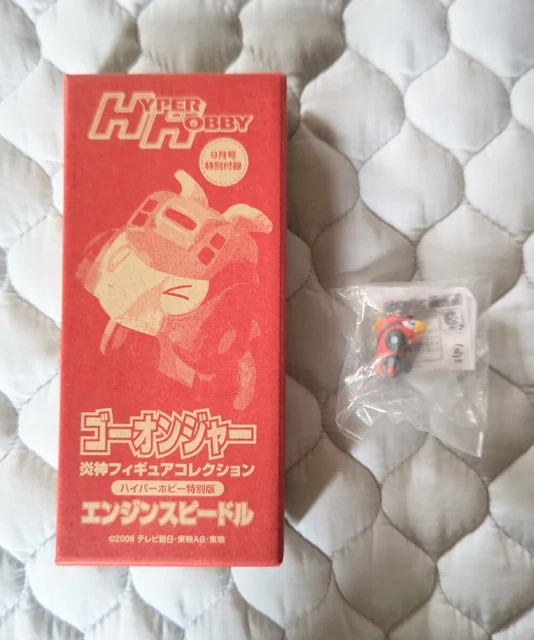 HYPER
HOBBY
9月号
特別付録
ゴーオンジャー
炎神フィギュアコレクション
ハイパーホビー特別版
エンジンスピードル
©2008 テレビ朝日・東映AG・東映